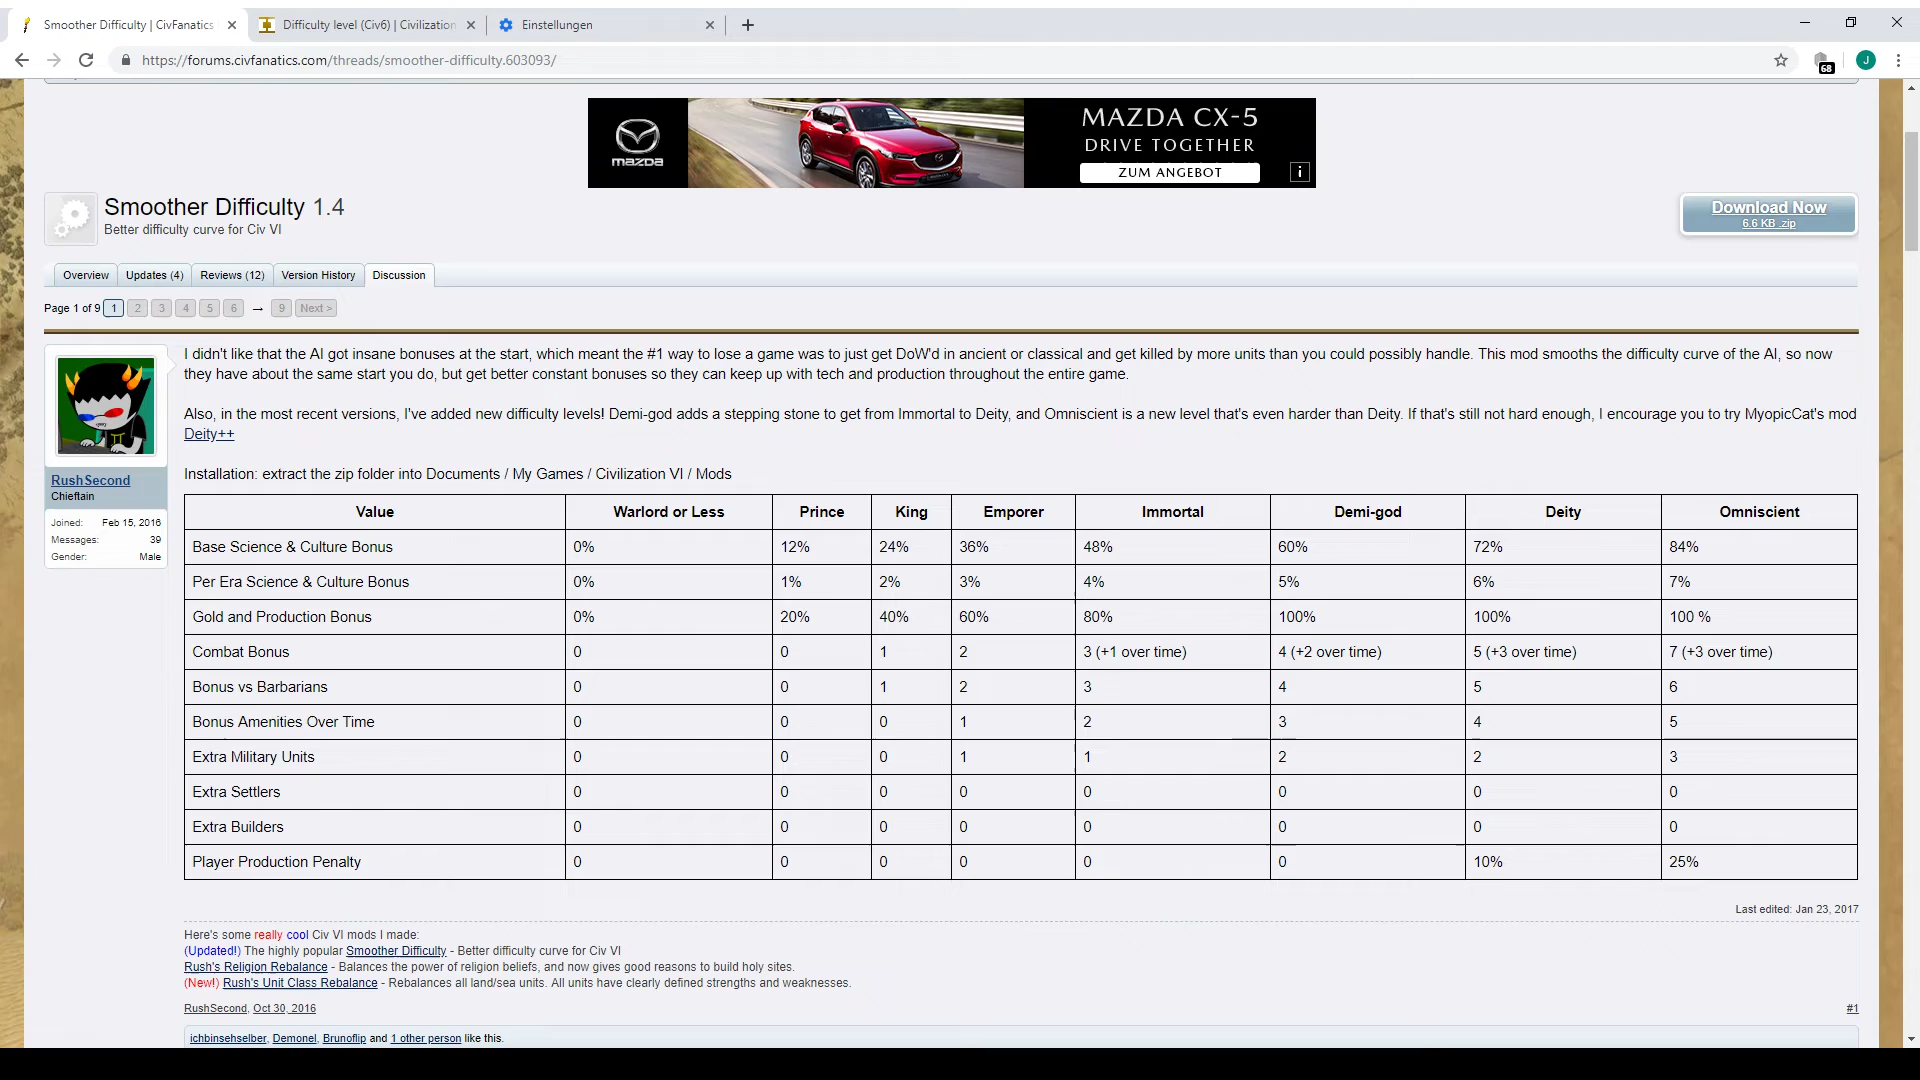 Smoother Difficulty | CivFanatics
Difficulty level (Civ6) | Civilization
Einstellungen
https://forums.civfanatics.com/threads/smoother-difficulty.603093/
68
J
mazda
MAZDA CX-5
DRIVE TOGETHER
ZUM ANGEBOT
i
Smoother Difficulty 1.4
Better difficulty curve for Civ VI
Download Now
6.6 KB .zip
Overview Updates (4) Reviews (12) Version History Discussion
Page 1 of 9 1 2 3 4 5 6 → 9 Next >
I didn't like that the AI got insane bonuses at the start, which meant the #1 way to lose a game was to just get DoW'd in ancient or classical and get killed by more units than you could possibly handle. This mod smooths the difficulty curve of the AI, so now
they have about the same start you do, but get better constant bonuses so they can keep up with tech and production throughout the entire game.
Also, in the most recent versions, I've added new difficulty levels! Demi-god adds a stepping stone to get from Immortal to Deity, and Omniscient is a new level that's even harder than Deity. If that's still not hard enough, I encourage you to try MyopicCat's mod
Deity++
RushSecond
Chieftain
Joined: Feb 15, 2016
Messages: 39
Gender: Male
Installation: extract the zip folder into Documents / My Games / Civilization VI / Mods
Value Warlord or Less Prince King Emporer Immortal Demi-god Deity Omniscient
Base Science & Culture Bonus 0% 12% 24% 36% 48% 60% 72% 84%
Per Era Science & Culture Bonus 0% 1% 2% 3% 4% 5% 6% 7%
Gold and Production Bonus 0% 20% 40% 60% 80% 100% 100% 100 %
Combat Bonus 0 0 1 2 3 (+1 over time) 4 (+2 over time) 5 (+3 over time) 7 (+3 over time)
Bonus vs Barbarians 0 0 1 2 3 4 5 6
Bonus Amenities Over Time 0 0 0 1 2 3 4 5
Extra Military Units 0 0 0 1 1 2 2 3
Extra Settlers 0 0 0 0 0 0 0 0
Extra Builders 0 0 0 0 0 0 0 0
Player Production Penalty 0 0 0 0 0 0 10% 25%
Last edited: Jan 23, 2017
Here's some really cool Civ VI mods I made:
(Updated!) The highly popular Smoother Difficulty - Better difficulty curve for Civ VI
Rush's Religion Rebalance - Balances the power of religion beliefs, and now gives good reasons to build holy sites.
(New!) Rush's Unit Class Rebalance - Rebalances all land/sea units. All units have clearly defined strengths and weaknesses.
RushSecond, Oct 30, 2016
#1
ichbinsehselber, Demonel, Brunoflip and 1 other person like this.